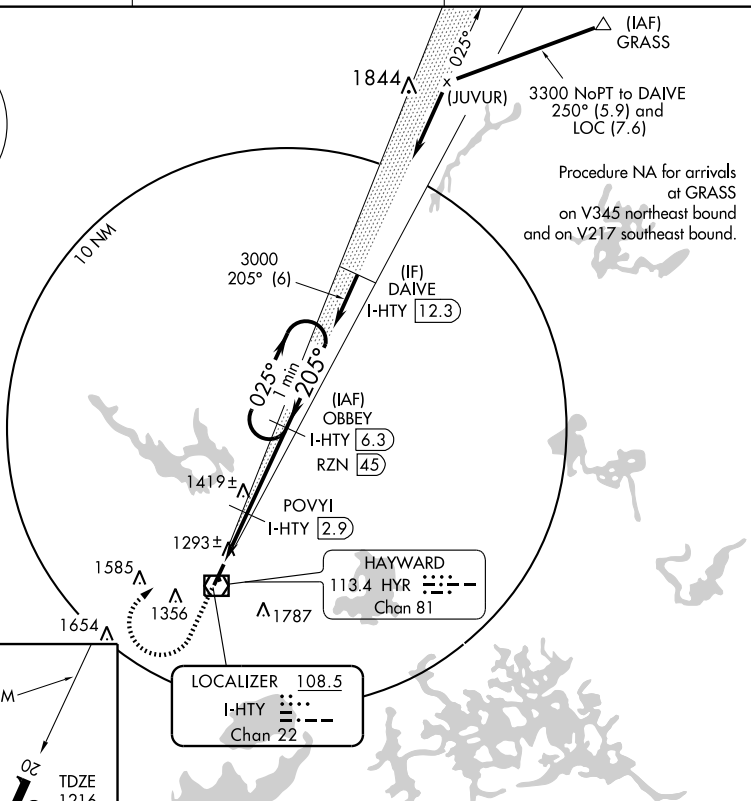 025°
(IAF)
GRASS
1844
(JUVUR)
3300 NoPT to DAIVE
250° (5.9) and
LOC (7.6)
Procedure NA for arrivals
at GRASS
on V345 northeast bound
and on V217 southeast bound.
10 NM
3000
205° (6)
(IF)
DAIVE
I-HTY 12.3
025°
1 min
205°
(IAF)
OBBEY
I-HTY 6.3
RZN 45
1419±
POVYI
I-HTY 2.9
1293±
HAYWARD
113.4 HYR
Chan 81
1585
1356
1787
1654
LOCALIZER 108.5
I-HTY
Chan 22
M
20
TDZE
1216